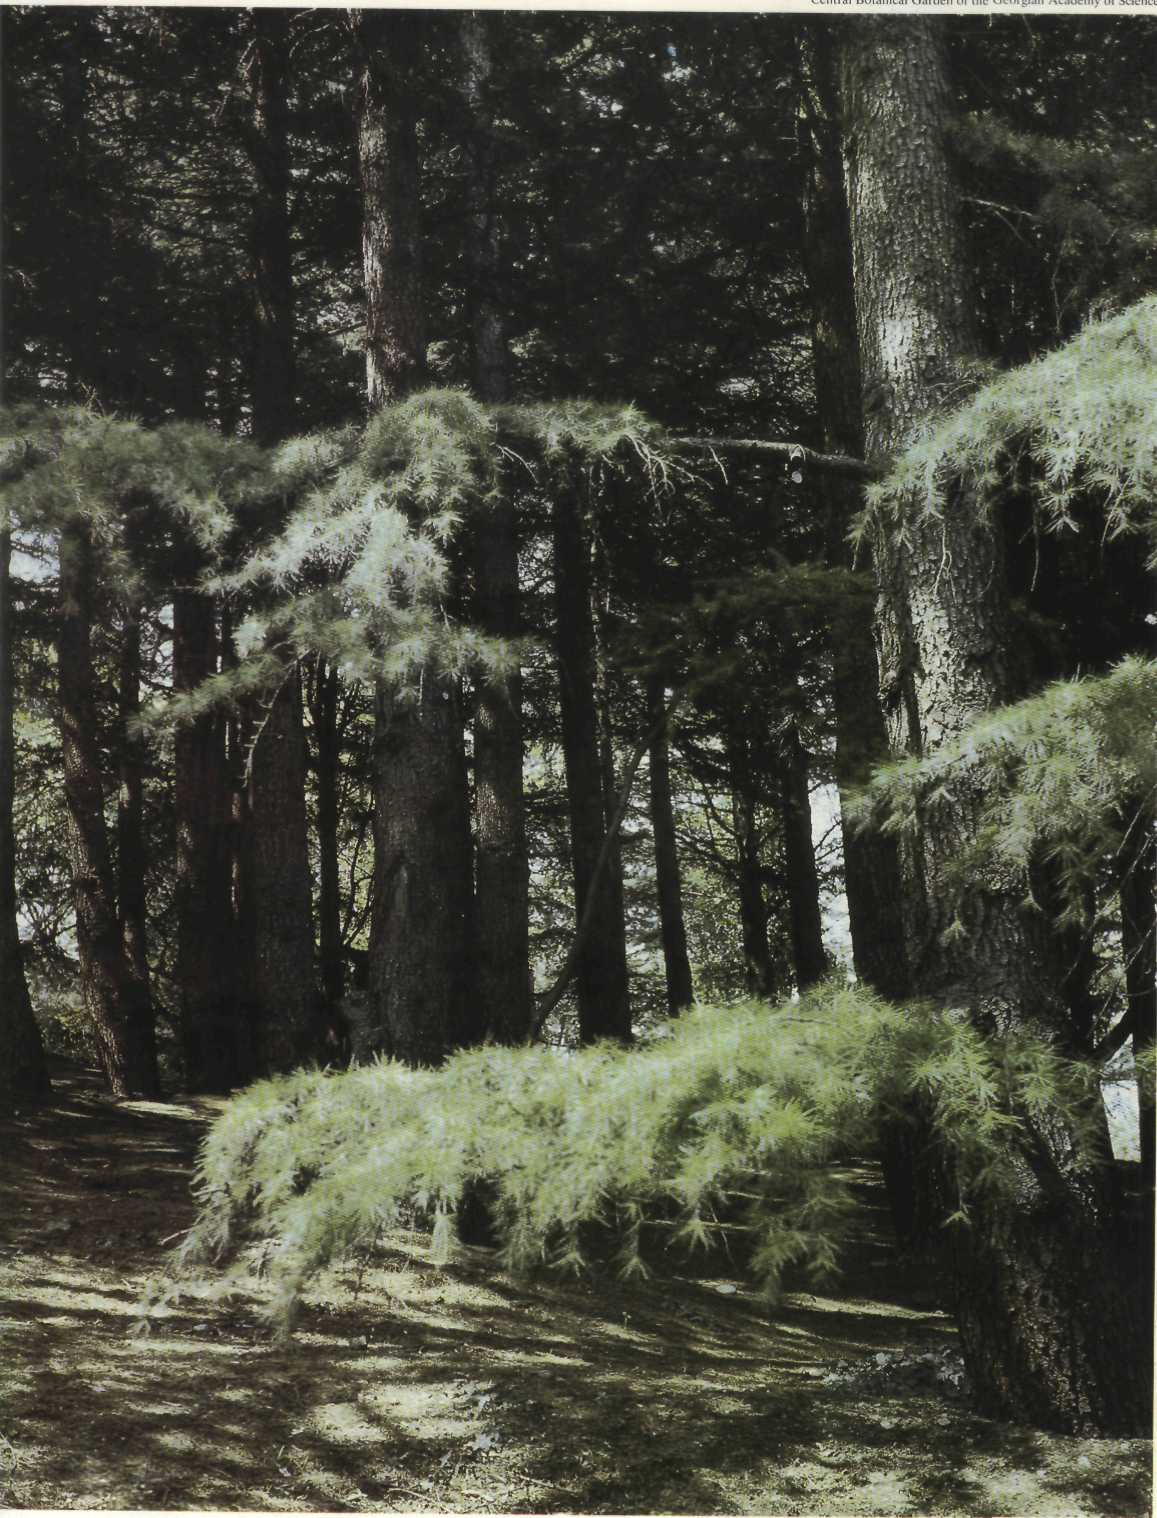 Central Botanical Garden of the Georgian Academy of Science